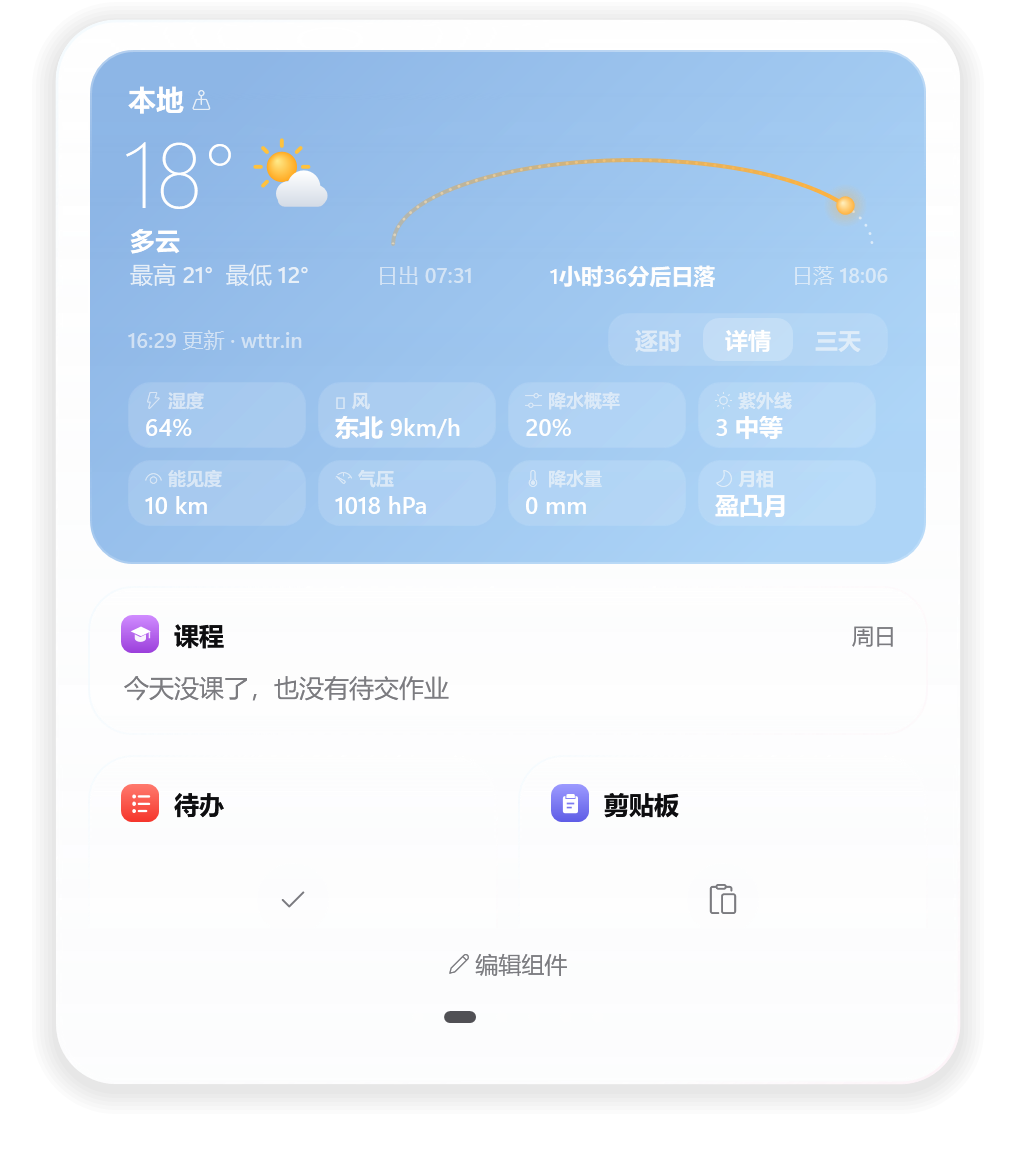 本地
18°
多云
最高 21° 最低 12°
日出 07:31
1小时36分后日落
日落 18:06
16:29 更新 · wttr.in
逐时 详情 三天
湿度
64%
风
东北 9km/h
降水概率
20%
紫外线
3 中等
能见度
10 km
气压
1018 hPa
降水量
0 mm
月相
盈凸月
课程
周日
今天没课了，也没有待交作业
待办
剪贴板
编辑组件